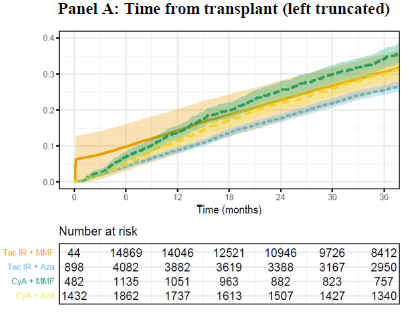 Panel A: Time from transplant (left truncated)
0.4
0.3
0.2
0.1
0.0
0 6 12 18 24 30 36
Time (months)
Number at risk
Tac IR + MMF 44 14869 14046 12521 10946 9726 8412
Tac IR + Aza 898 4082 3882 3619 3388 3167 2950
CyA + MMF 482 1135 1051 963 882 823 757
CyA + Aza 1432 1862 1737 1613 1507 1427 1340